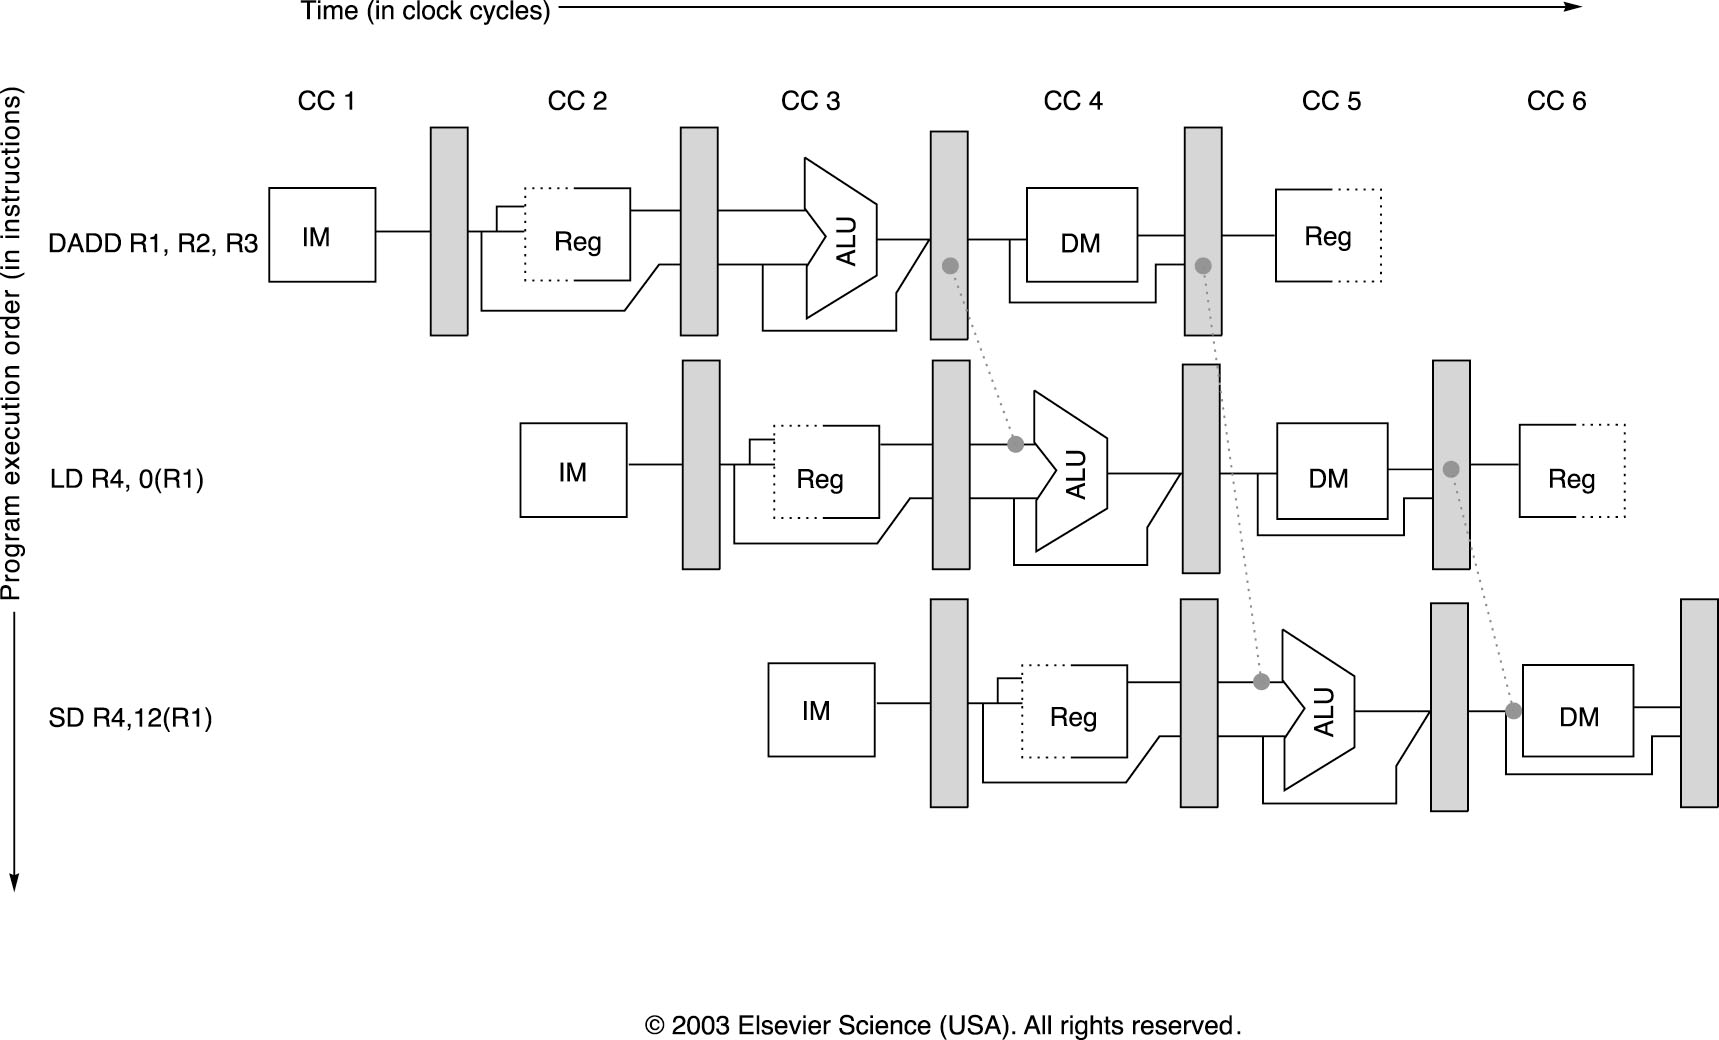 Time (in clock cycles)
CC 1 CC 2 CC 3 CC 4 CC 5 CC 6
Program execution order (in instructions)
DADD R1, R2, R3 IM Reg ALU DM Reg
LD R4, 0(R1) IM Reg ALU DM Reg
SD R4,12(R1) IM Reg ALU DM
© 2003 Elsevier Science (USA). All rights reserved.